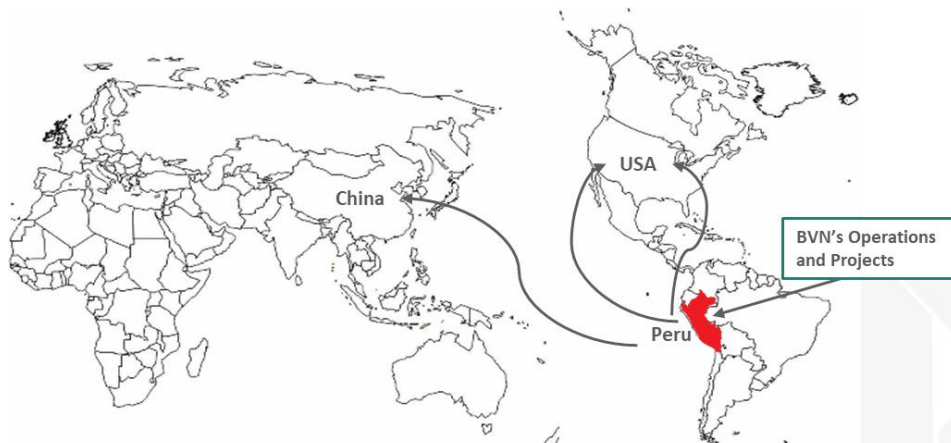 USA
China
BVN's Operations
and Projects
Peru